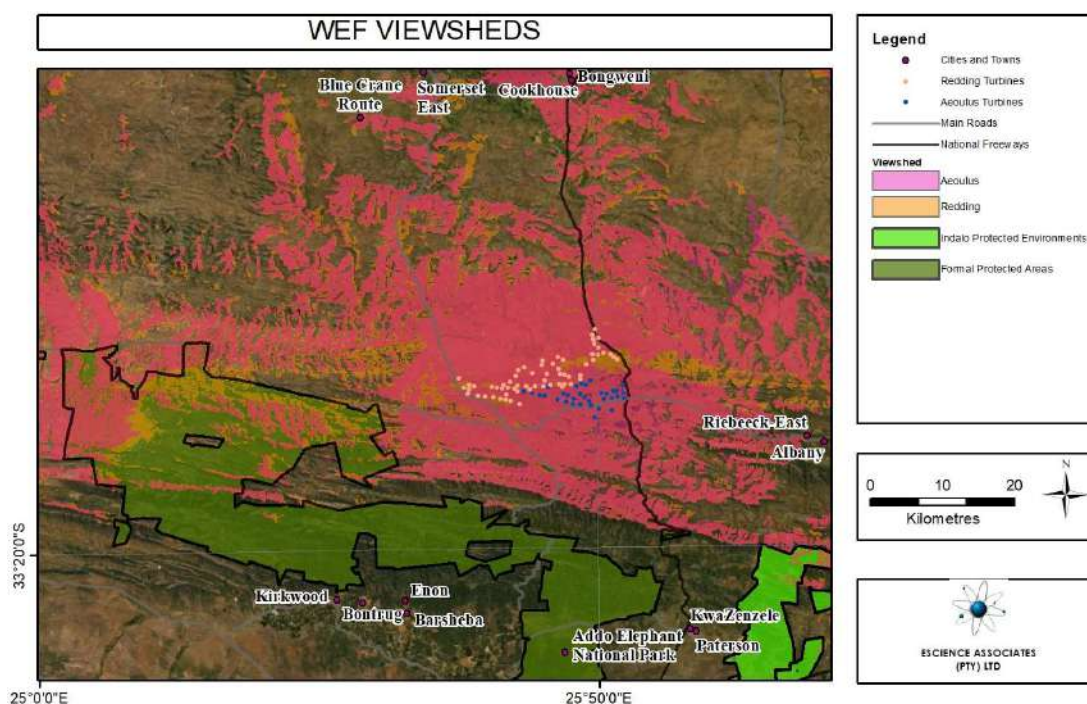 WEF VIEWSHEDS
Blue Crane
Route
Somerset
East
Cookhouse
Bongweni
Riebeeck-East
Albany
Kirkwood
Bontrug
Enon
Barsheba
Addo Elephant
National Park
KwaZenzele
Paterson
33°20'0"S
25°0'0"E
25°50'0"E
Legend
Cities and Towns
Redding Turbines
Aeoulus Turbines
Main Roads
National Freeways
Viewshed
Aeoulus
Redding
Indalo Protected Environments
Formal Protected Areas
0 10 20
Kilometres
N
ESCIENCE ASSOCIATES
(PTY) LTD